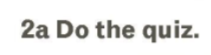 2a Do the quiz.